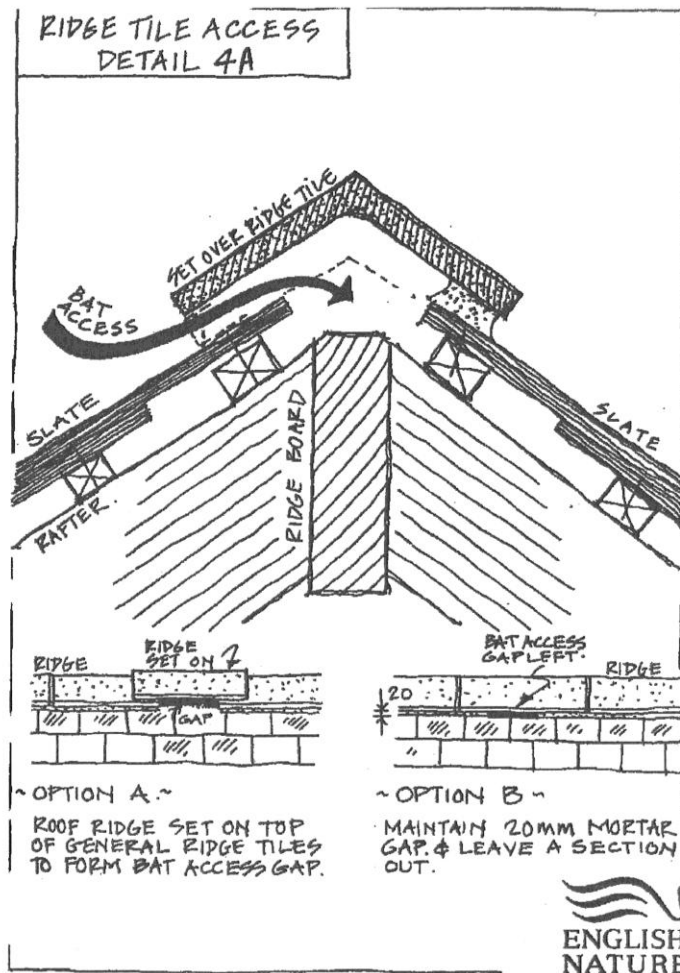 RIDGE TILE ACCESS
DETAIL 4A
SET OVER RIDGE TILE
BAT
ACCESS
SLATE
RAFTER.
RIDGE BOARD
SLATE
RIDGE
RIDGE
SET ON
GAP
BAT ACCESS
GAP LEFT.
RIDGE
20
~ OPTION A. ~
ROOF RIDGE SET ON TOP
OF GENERAL RIDGE TILES
TO FORM BAT ACCESS GAP.
~ OPTION B ~
MAINTAIN 20mm MORTAR
GAP. & LEAVE A SECTION
OUT.
ENGLISH
NATURE